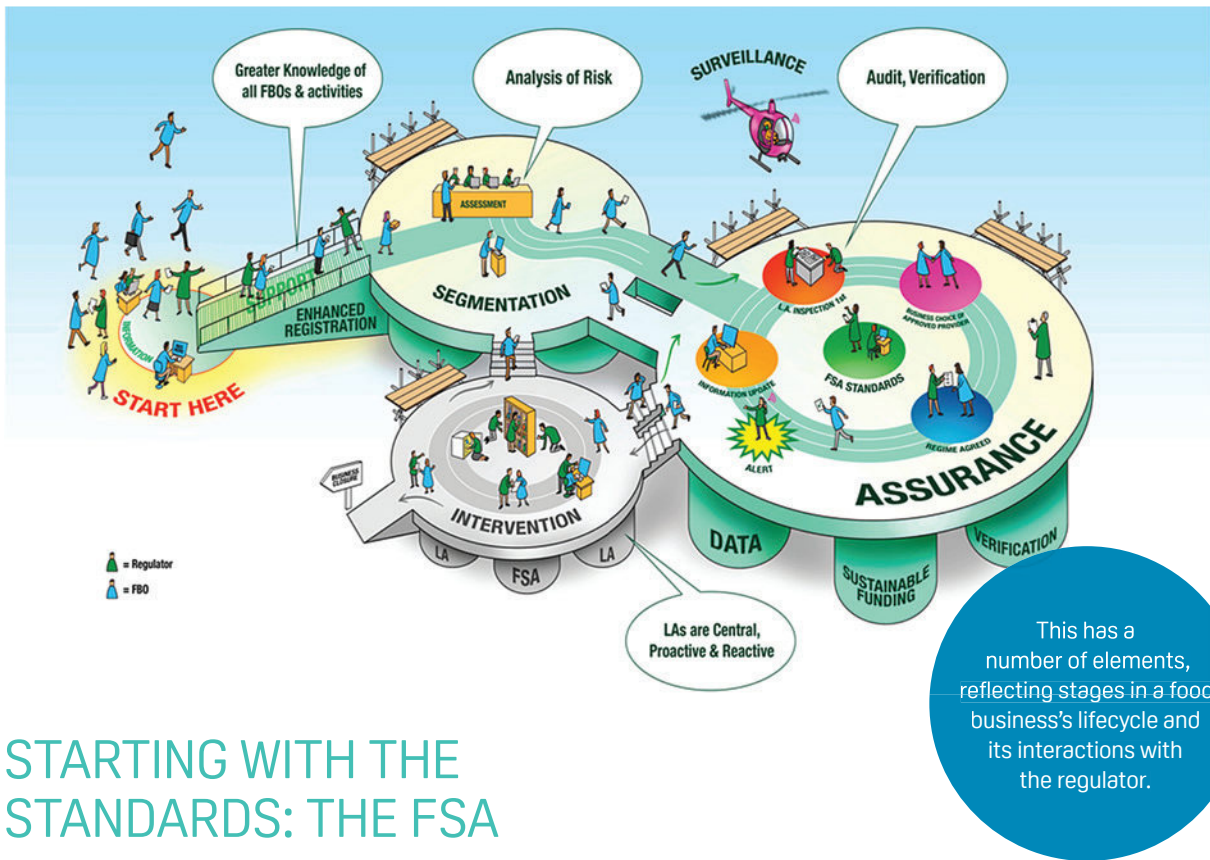 Greater Knowledge of
all FBOs & activities
Analysis of Risk
SURVEILLANCE
Audit, Verification
ASSESSMENT
SUPPORT
ENHANCED
REGISTRATION
SEGMENTATION
INFORMATION
START HERE
L.A. INSPECTION 1st
BUSINESS CHOICE OF
APPROVED PROVIDER
INFORMATION UPDATE
FSA STANDARDS
ALERT
REGIME AGREED
ASSURANCE
BUSINESS
CLOSURE
INTERVENTION
LA
FSA
LA
DATA
SUSTAINABLE
FUNDING
VERIFICATION
= Regulator
= FBO
LAs are Central,
Proactive & Reactive
This has a
number of elements,
reflecting stages in a food
business's lifecycle and
its interactions with
the regulator.
STARTING WITH THE
STANDARDS: THE FSA